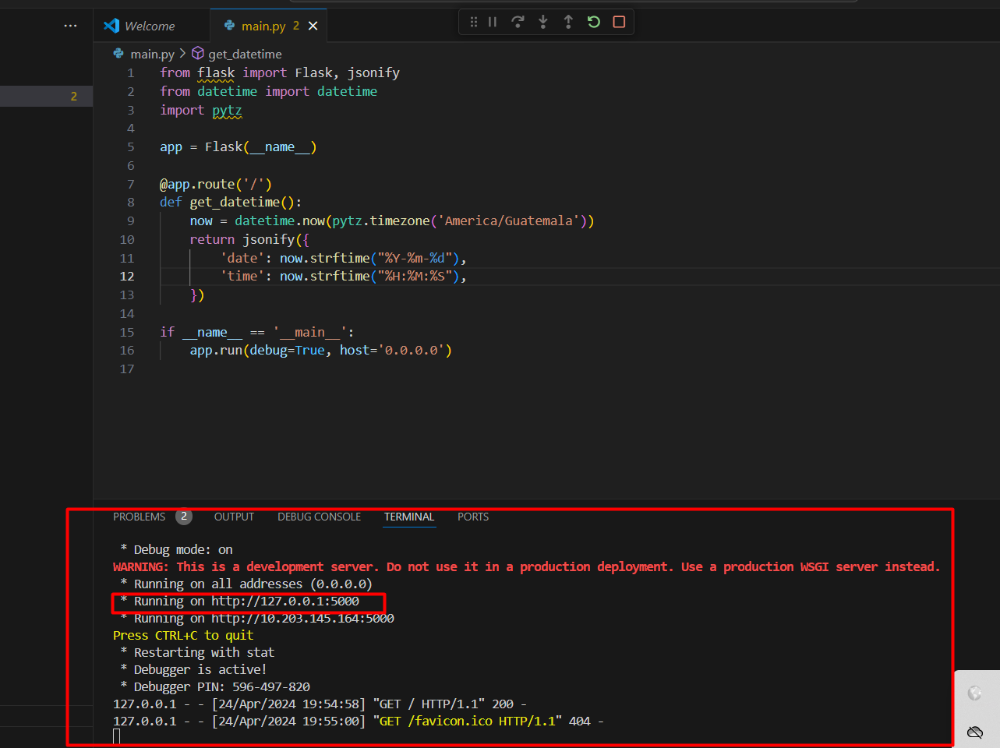 Welcome
main.py 2
main.py > get_datetime
2
1 from flask import Flask, jsonify
2 from datetime import datetime
3 import pytz
4
5 app = Flask(__name__)
6
7 @app.route('/')
8 def get_datetime():
9 now = datetime.now(pytz.timezone('America/Guatemala'))
10 return jsonify({
11 'date': now.strftime("%Y-%m-%d"),
12 'time': now.strftime("%H:%M:%S"),
13 })
14
15 if __name__ == '__main__':
16 app.run(debug=True, host='0.0.0.0')
17
PROBLEMS 2 OUTPUT DEBUG CONSOLE TERMINAL PORTS
* Debug mode: on
WARNING: This is a development server. Do not use it in a production deployment. Use a production WSGI server instead.
* Running on all addresses (0.0.0.0)
* Running on http://127.0.0.1:5000
* Running on http://10.203.145.164:5000
Press CTRL+C to quit
* Restarting with stat
* Debugger is active!
* Debugger PIN: 596-497-820
127.0.0.1 - - [24/Apr/2024 19:54:58] "GET / HTTP/1.1" 200 -
127.0.0.1 - - [24/Apr/2024 19:55:00] "GET /favicon.ico HTTP/1.1" 404 -